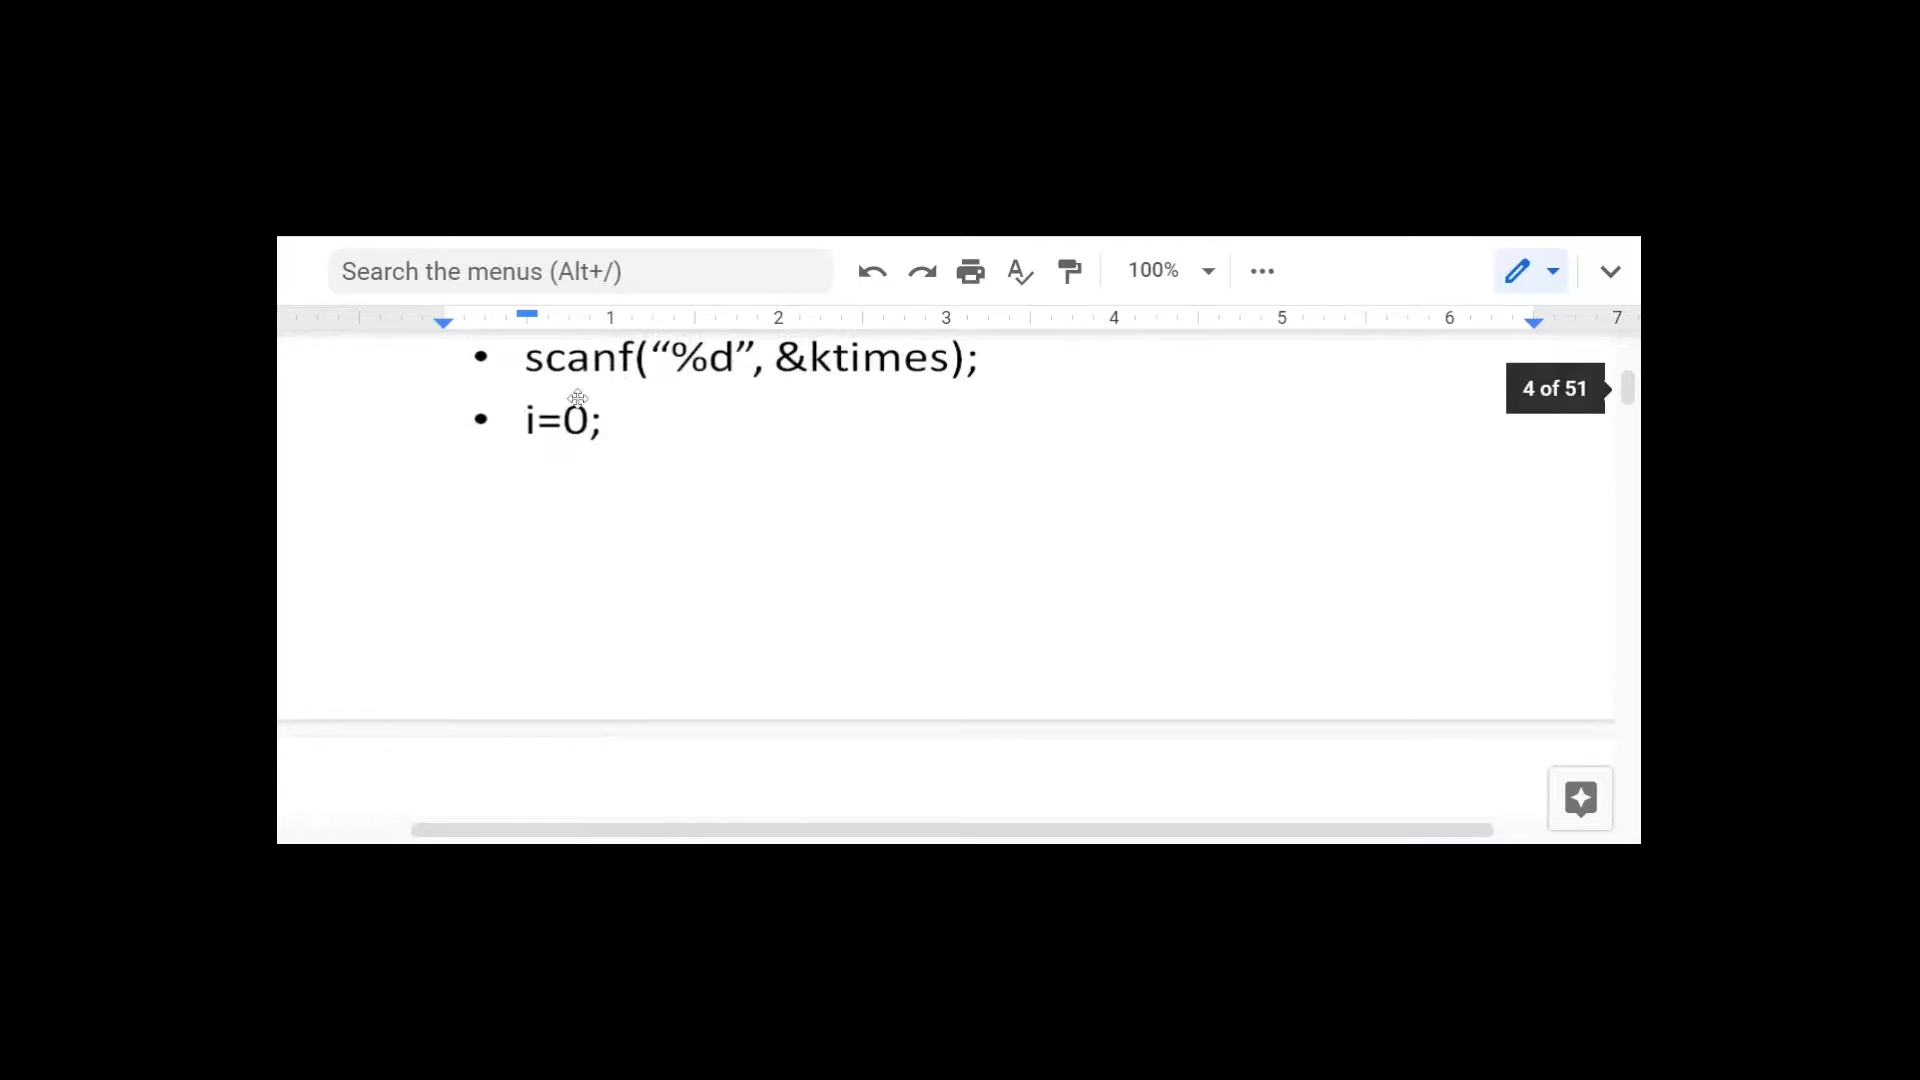 Search the menus (Alt+/)
100%
1 2 3 4 5 6 7
• scanf(“%d”, &ktimes);
4 of 51
• i=0;